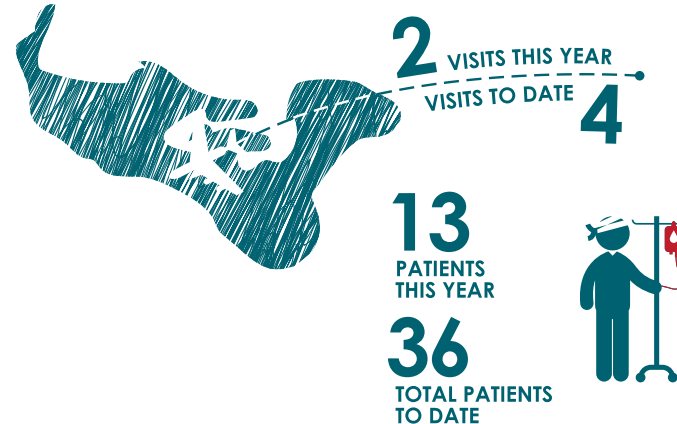 2 VISITS THIS YEAR
VISITS TO DATE 4
13
PATIENTS
THIS YEAR
36
TOTAL PATIENTS
TO DATE